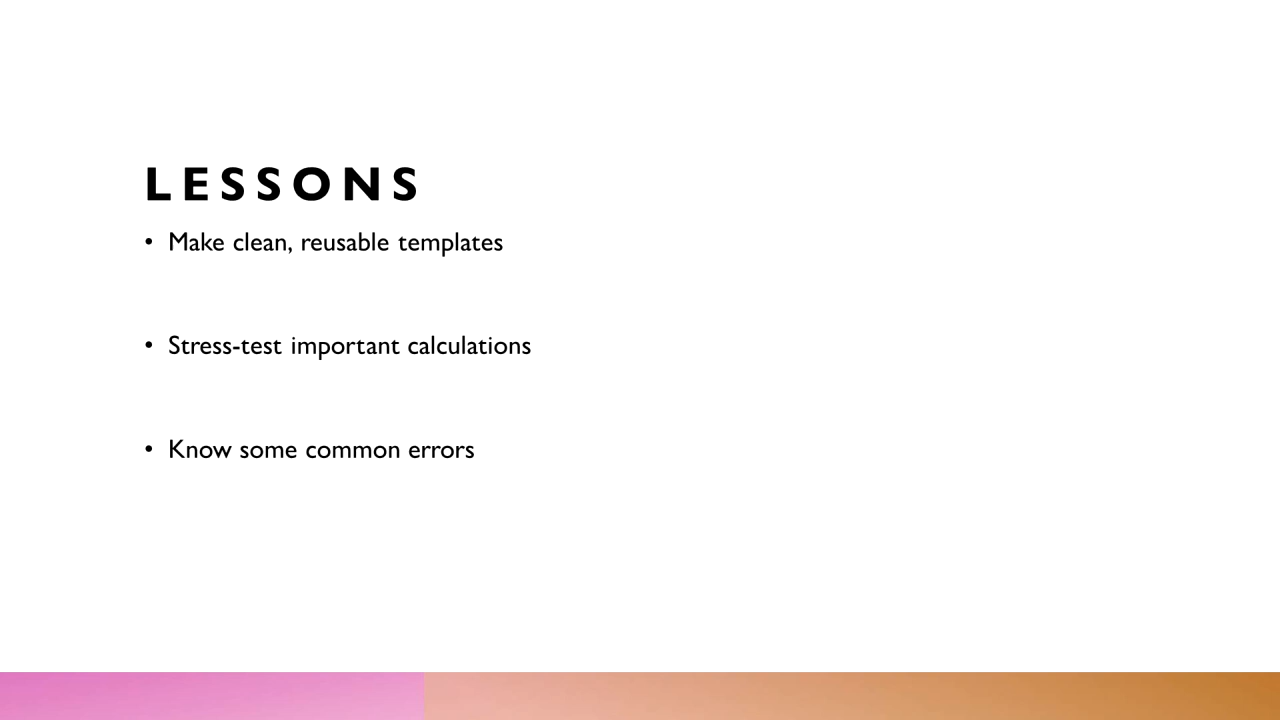 LESSONS
• Make clean, reusable templates
• Stress-test important calculations
• Know some common errors